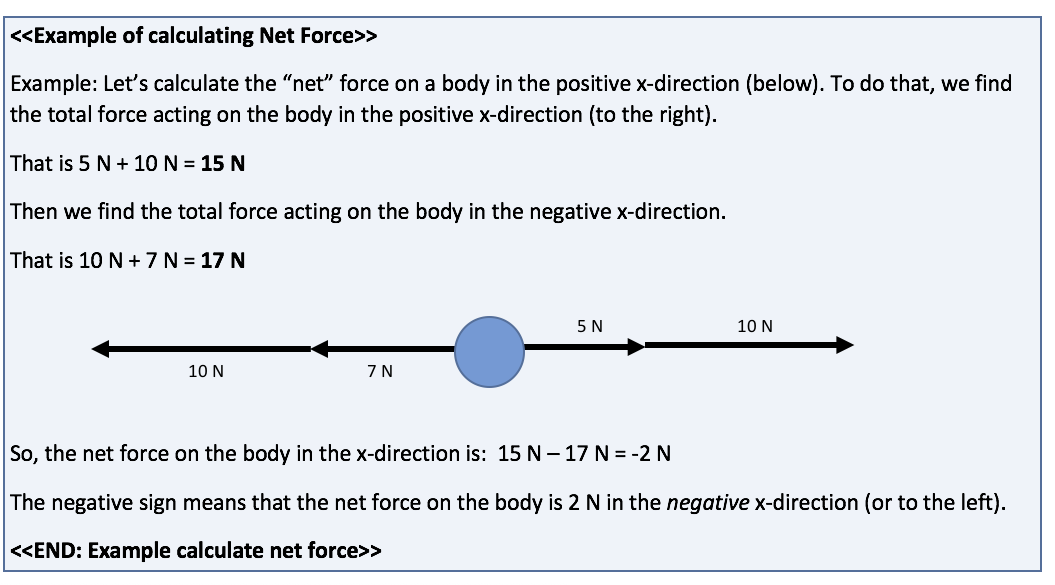 <<Example of calculating Net Force>>
Example: Let’s calculate the “net” force on a body in the positive x-direction (below). To do that, we find
the total force acting on the body in the positive x-direction (to the right).
That is 5 N + 10 N = 15 N
Then we find the total force acting on the body in the negative x-direction.
That is 10 N + 7 N = 17 N
5 N
10 N
10 N
7 N
So, the net force on the body in the x-direction is:  15 N – 17 N = -2 N
The negative sign means that the net force on the body is 2 N in the negative x-direction (or to the left).
<<END: Example calculate net force>>